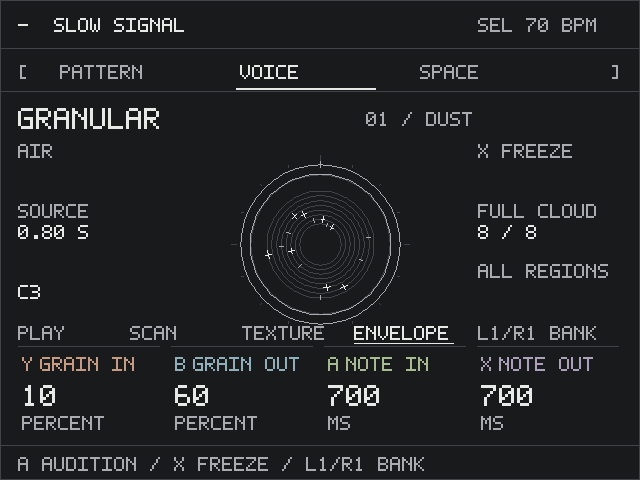 – SLOW SIGNAL SEL 70 BPM
[ PATTERN VOICE SPACE ]
GRANULAR 01 / DUST
AIR X FREEZE
SOURCE FULL CLOUD
0.80 S 8 / 8
ALL REGIONS
C3
PLAY SCAN TEXTURE ENVELOPE L1/R1 BANK
Y GRAIN IN B GRAIN OUT A NOTE IN X NOTE OUT
10 60 700 700
PERCENT PERCENT MS MS
A AUDITION / X FREEZE / L1/R1 BANK